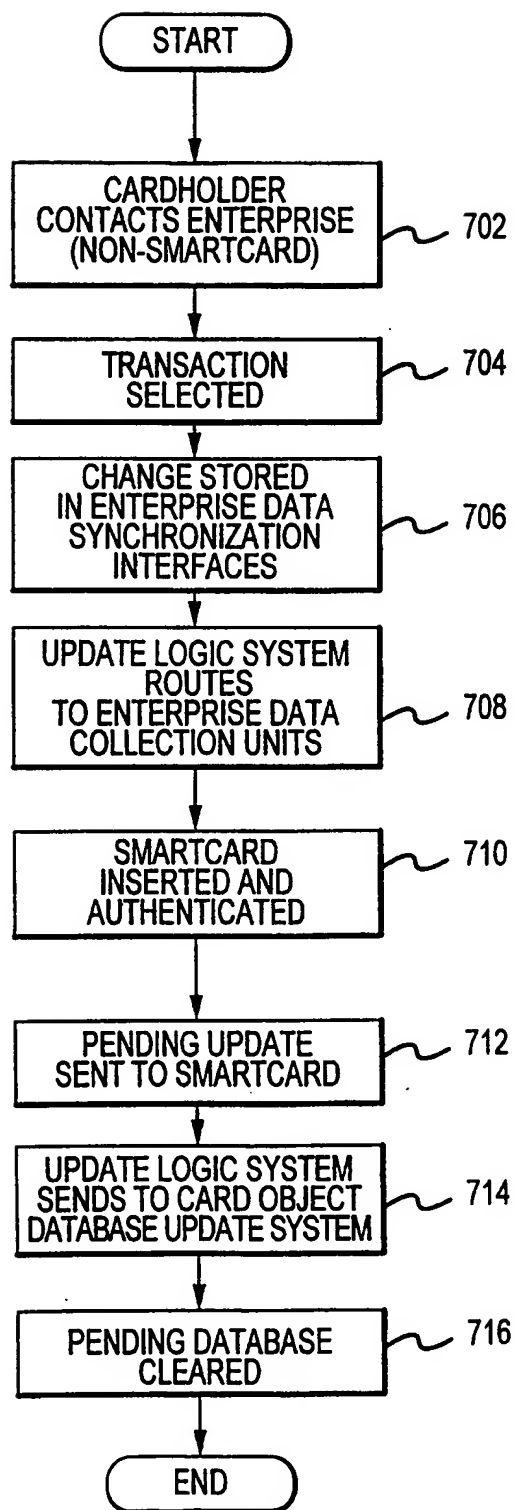 START
CARDHOLDER
CONTACTS ENTERPRISE
(NON-SMARTCARD)
702
TRANSACTION
SELECTED
704
CHANGE STORED
IN ENTERPRISE DATA
SYNCHRONIZATION
INTERFACES
706
UPDATE LOGIC SYSTEM
ROUTES
TO ENTERPRISE DATA
COLLECTION UNITS
708
SMARTCARD
INSERTED AND
AUTHENTICATED
710
PENDING UPDATE
SENT TO SMARTCARD
712
UPDATE LOGIC SYSTEM
SENDS TO CARD OBJECT
DATABASE UPDATE SYSTEM
714
PENDING DATABASE
CLEARED
716
END